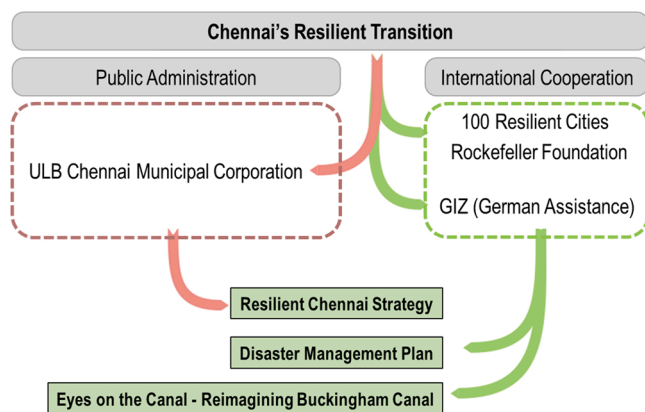 Chennai's Resilient Transition
Public Administration
International Cooperation
ULB Chennai Municipal Corporation
100 Resilient Cities
Rockefeller Foundation
GIZ (German Assistance)
Resilient Chennai Strategy
Disaster Management Plan
Eyes on the Canal - Reimagining Buckingham Canal